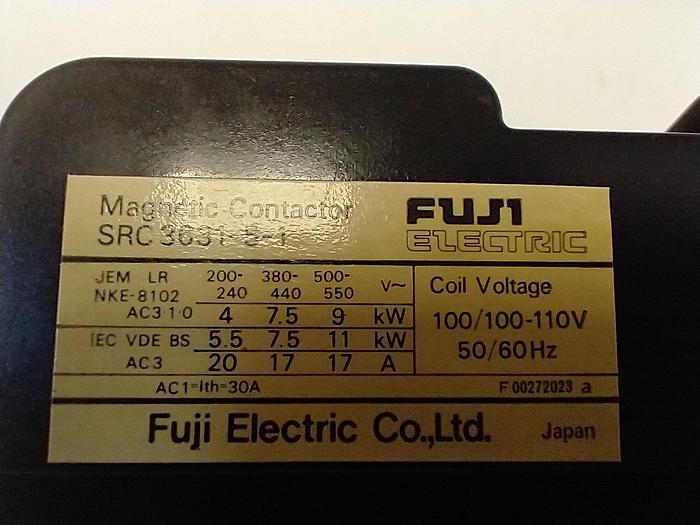 Magnetic Contactor
SRC 3631-5-1
FUJI
ELECTRIC
JEM LR 200- 380- 500- V~
NKE-8102 240 440 550
AC3·1·0 4 7.5 9 kW
IEC VDE BS 5.5 7.5 11 kW
AC3 20 17 17 A
Coil Voltage
100/100-110V
50/60Hz
AC1=Ith=30A
F00272023 a
Fuji Electric Co.,Ltd. Japan